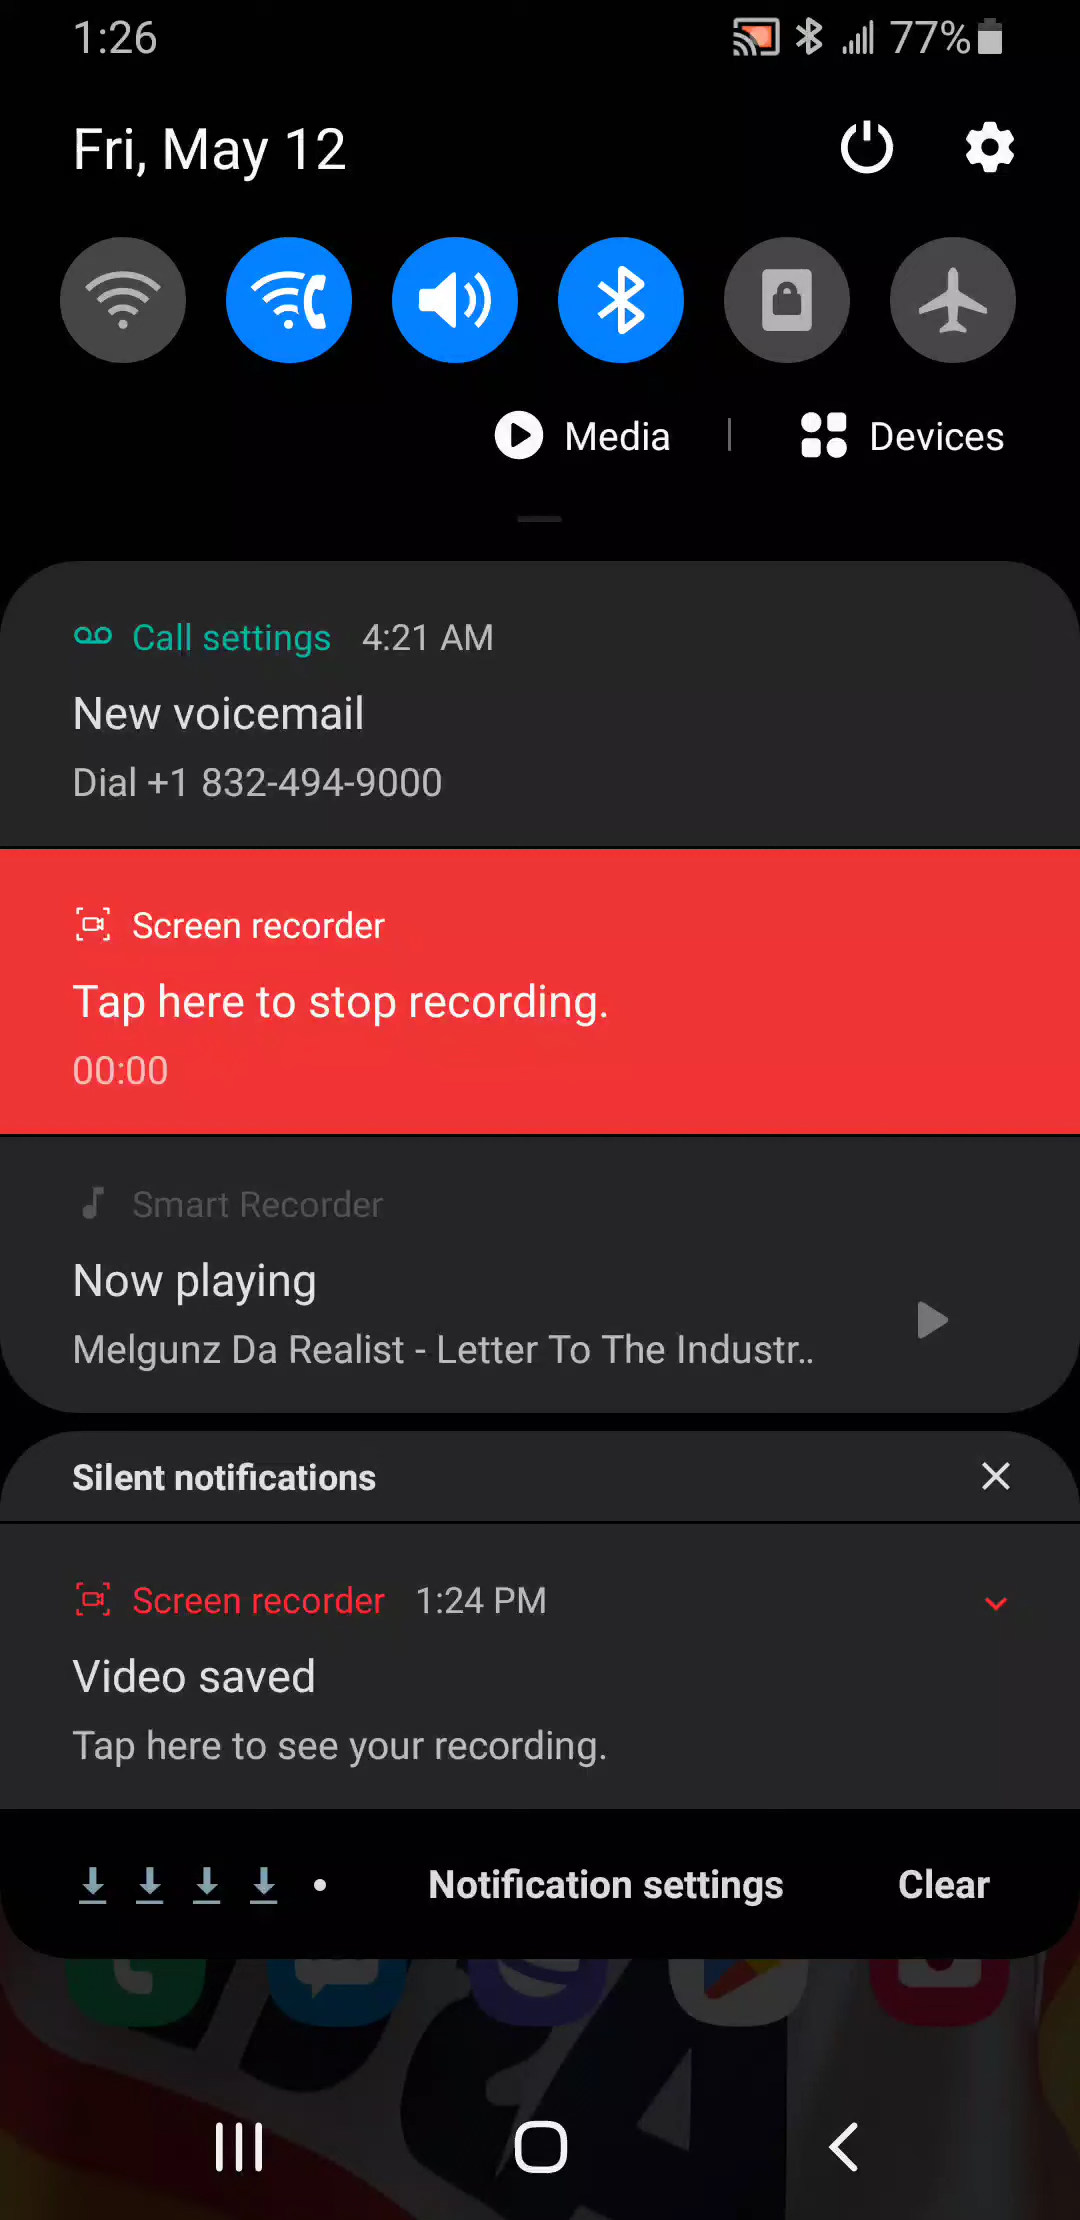 1:26 77%
Fri, May 12
Media | Devices
Call settings 4:21 AM
New voicemail
Dial +1 832-494-9000
Screen recorder
Tap here to stop recording.
00:00
Smart Recorder
Now playing
Melgunz Da Realist - Letter To The Industr..
Silent notifications
Screen recorder 1:24 PM
Video saved
Tap here to see your recording.
Notification settings Clear